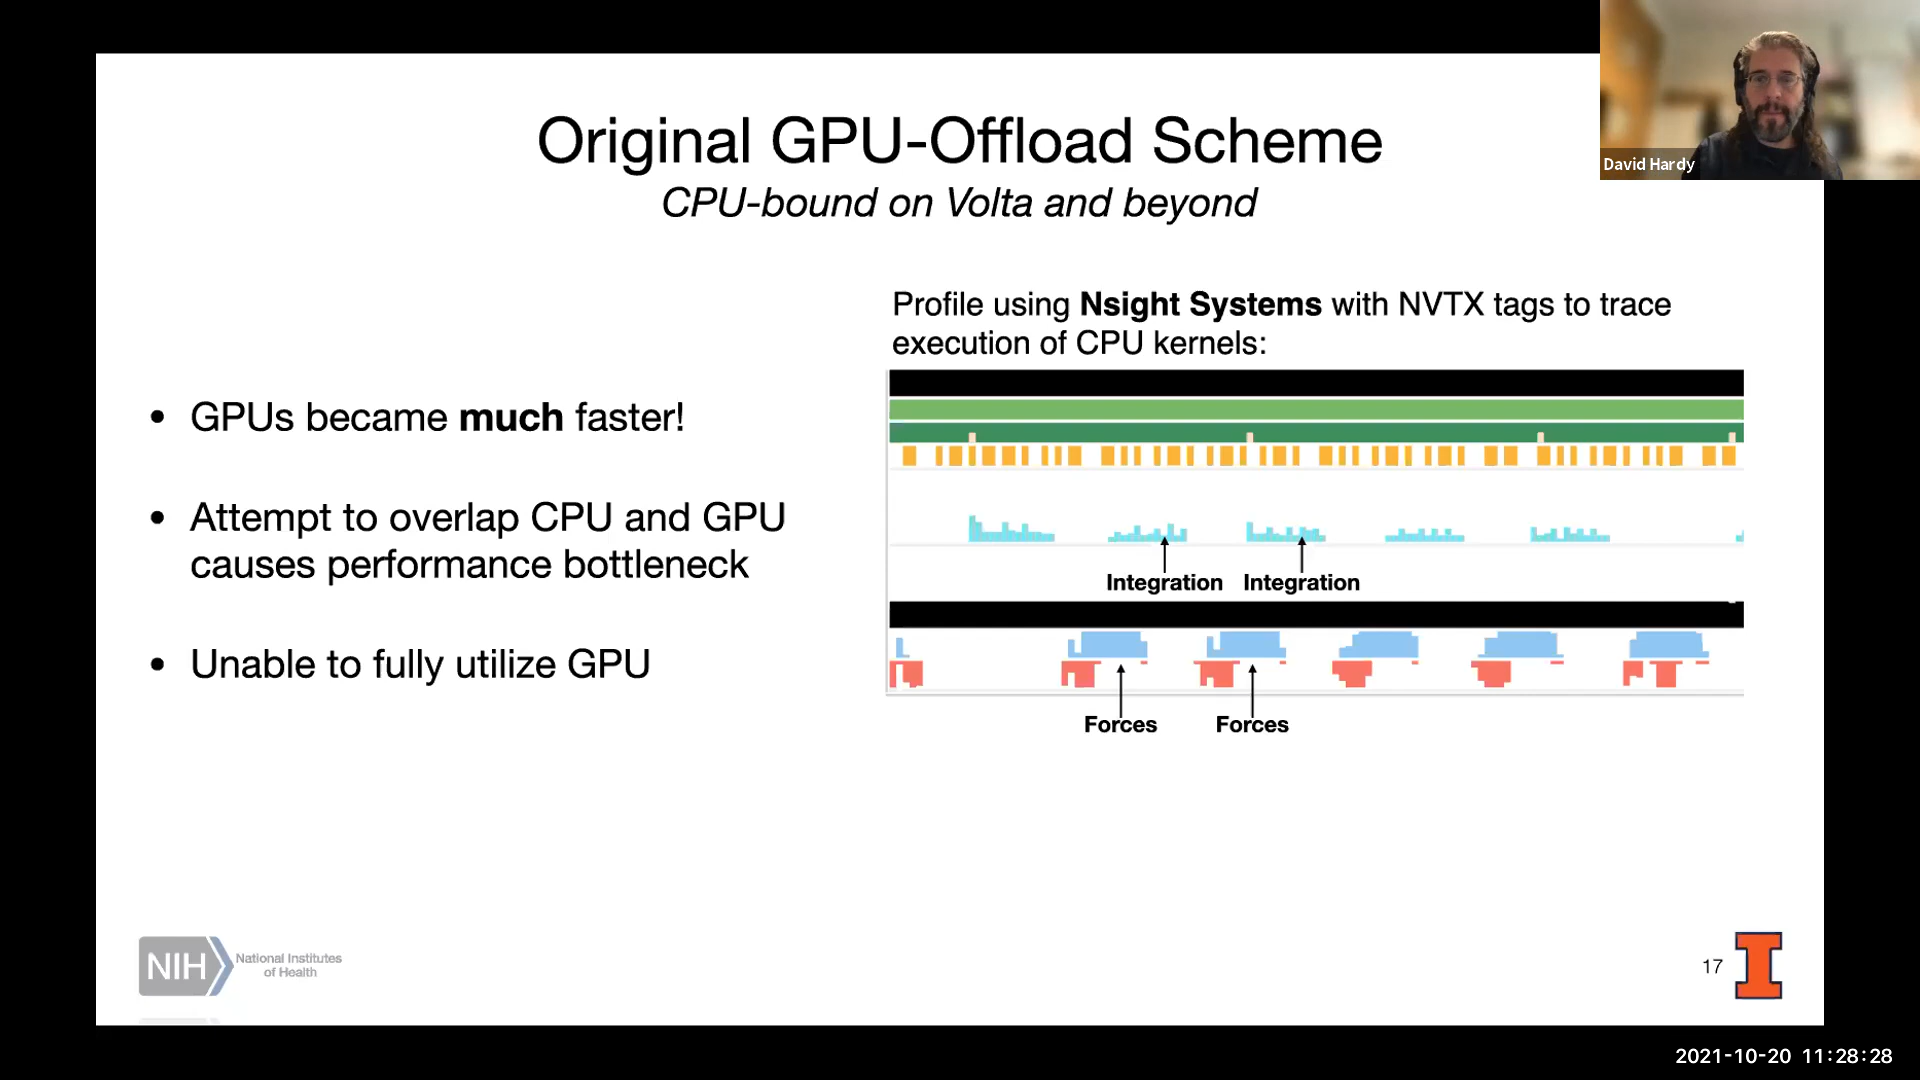 Original GPU-Offload Scheme
CPU-bound on Volta and beyond
David Hardy
Profile using Nsight Systems with NVTX tags to trace
execution of CPU kernels:
• GPUs became much faster!
• Attempt to overlap CPU and GPU
causes performance bottleneck
• Unable to fully utilize GPU
Integration Integration
Forces Forces
NIH National Institutes
of Health
17
2021-10-20 11:28:28